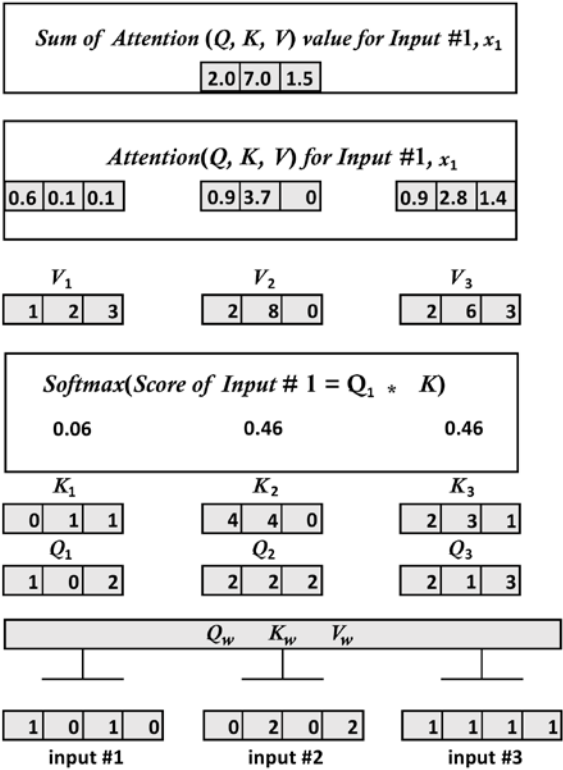 Sum of Attention (Q, K, V) value for Input #1, x₁
2.0 7.0 1.5
Attention(Q, K, V) for Input #1, x₁
0.6 0.1 0.1 0.9 3.7 0 0.9 2.8 1.4
V₁ V₂ V₃
1 2 3 2 8 0 2 6 3
Softmax(Score of Input # 1 = Q₁ * K)
0.06 0.46 0.46
K₁ K₂ K₃
0 1 1 4 4 0 2 3 1
Q₁ Q₂ Q₃
1 0 2 2 2 2 2 1 3
Q𝑤 K𝑤 V𝑤
1 0 1 0 0 2 0 2 1 1 1 1
input #1 input #2 input #3